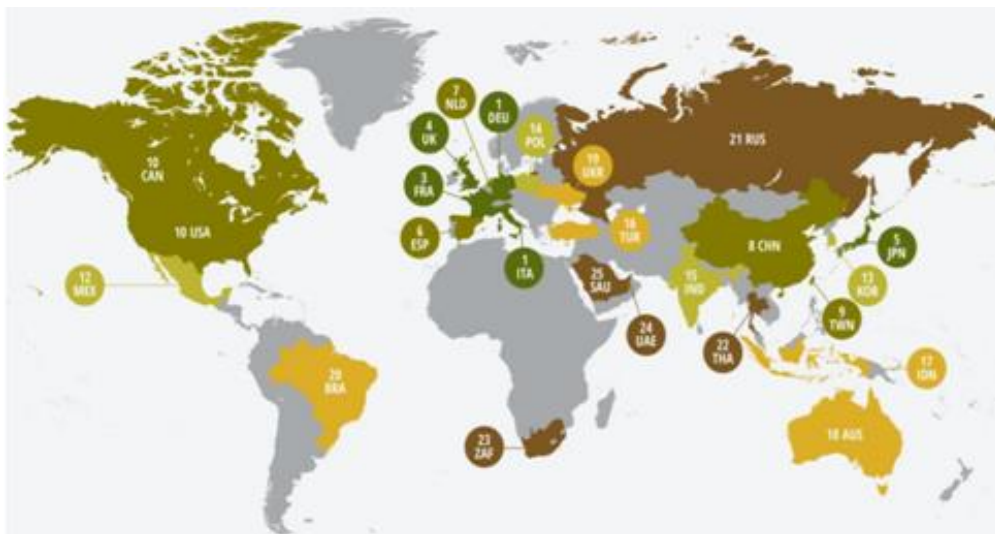 7
NLD
1
DEU
4
UK
14
POL
10
CAN
21 RUS
19
UKR
3
FRA
10 USA
6
ESP
16
TUR
8 CHN
5
JPN
1
ITA
12
MEX
25
SAU
15
IND
13
KOR
9
TWN
24
UAE
22
THA
20
BRA
17
IDN
18 AUS
23
ZAF